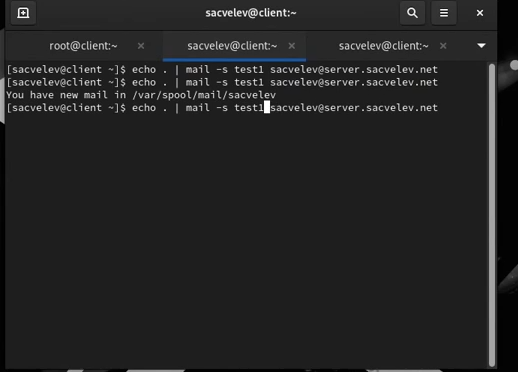 sacvelev@client:~
root@client:~
sacvelev@client:~
sacvelev@client:~
[sacvelev@client ~]$ echo . | mail -s test1 sacvelev@server.sacvelev.net
[sacvelev@client ~]$ echo . | mail -s test1 sacvelev@server.sacvelev.net
You have new mail in /var/spool/mail/sacvelev
[sacvelev@client ~]$ echo . | mail -s test1 sacvelev@server.sacvelev.net